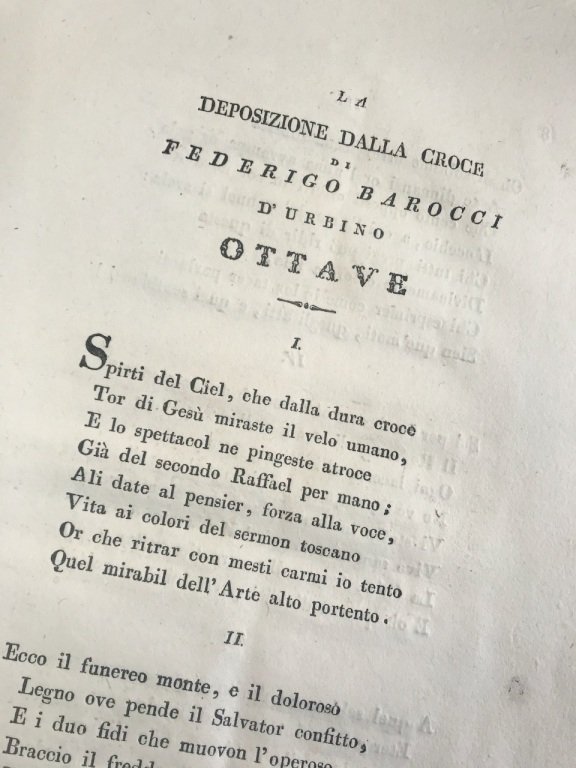 LA
DEPOSIZIONE DALLA CROCE
DI
FEDERIGO BAROCCI
D'URBINO
OTTAVE
I.
Spirti del Ciel, che dalla dura croce
Tor di Gesù miraste il velo umano,
E lo spettacol ne pingeste atroce
Già del secondo Raffael per mano;
Ali date al pensier, forza alla voce,
Vita ai colori del sermon toscano
Or che ritrar con mesti carmi io tento
Quel mirabil dell'Arte alto portento.
II.
Ecco il funereo monte, e il doloroso
Legno ove pende il Salvator confitto,
E i duo fidi che muovon l'operoso
Braccio il